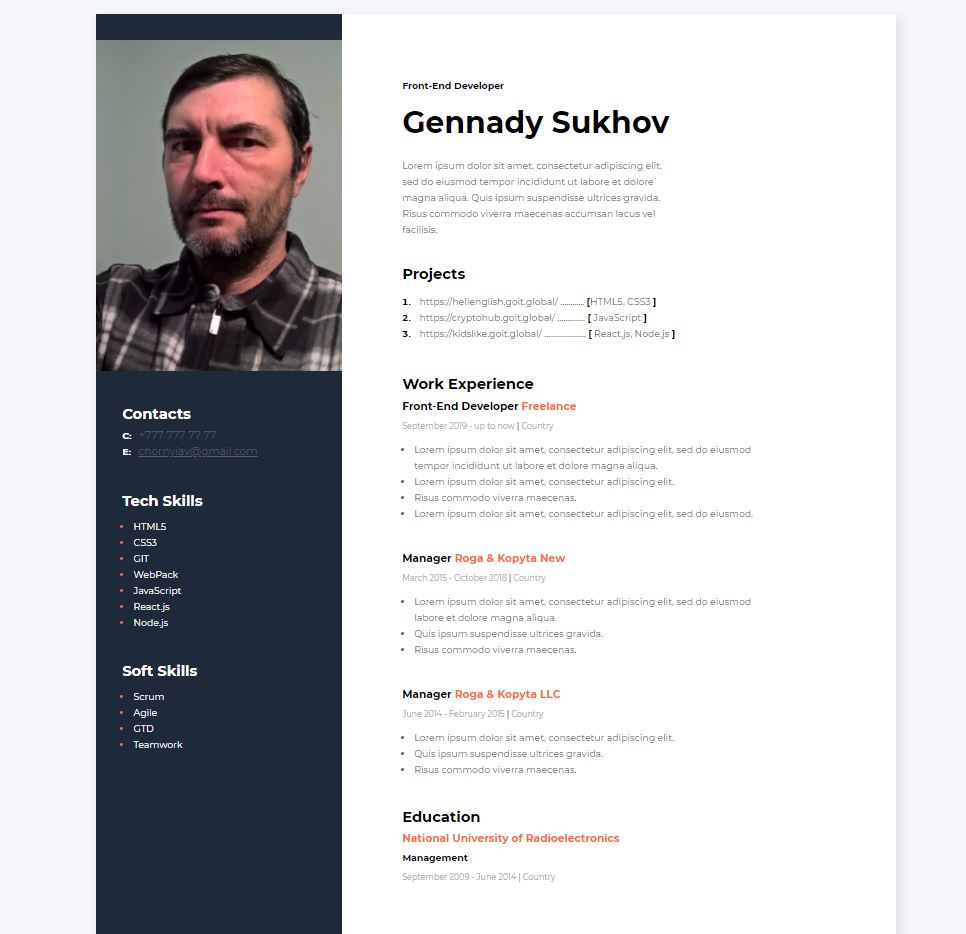 Contacts
C: +777 777 77 77
E: chornyiav@gmail.com
Tech Skills
HTML5
CSS3
GIT
WebPack
JavaScript
React.js
Node.js
Soft Skills
Scrum
Agile
GTD
Teamwork
Front-End Developer
Gennady Sukhov
Lorem ipsum dolor sit amet, consectetur adipiscing elit,
sed do eiusmod tempor incididunt ut labore et dolore
magna aliqua. Quis ipsum suspendisse ultrices gravida.
Risus commodo viverra maecenas accumsan lacus vel
facilisis.
Projects
1. https://hellenglish.goit.global/ ............ [HTML5, CSS3 ]
2. https://cryptohub.goit.global/ .............. [ JavaScript ]
3. https://kidslike.goit.global/ ..................... [ React.js, Node.js ]
Work Experience
Front-End Developer Freelance
September 2019 - up to now | Country
• Lorem ipsum dolor sit amet, consectetur adipiscing elit, sed do eiusmod
tempor incididunt ut labore et dolore magna aliqua.
• Lorem ipsum dolor sit amet, consectetur adipiscing elit.
• Risus commodo viverra maecenas.
• Lorem ipsum dolor sit amet, consectetur adipiscing elit, sed do eiusmod.
Manager Roga & Kopyta New
March 2015 - October 2018 | Country
• Lorem ipsum dolor sit amet, consectetur adipiscing elit, sed do eiusmod
labore et dolore magna aliqua.
• Quis ipsum suspendisse ultrices gravida.
• Risus commodo viverra maecenas.
Manager Roga & Kopyta LLC
June 2014 - February 2015 | Country
• Lorem ipsum dolor sit amet, consectetur adipiscing elit.
• Quis ipsum suspendisse ultrices gravida.
• Risus commodo viverra maecenas.
Education
National University of Radioelectronics
Management
September 2009 - June 2014 | Country